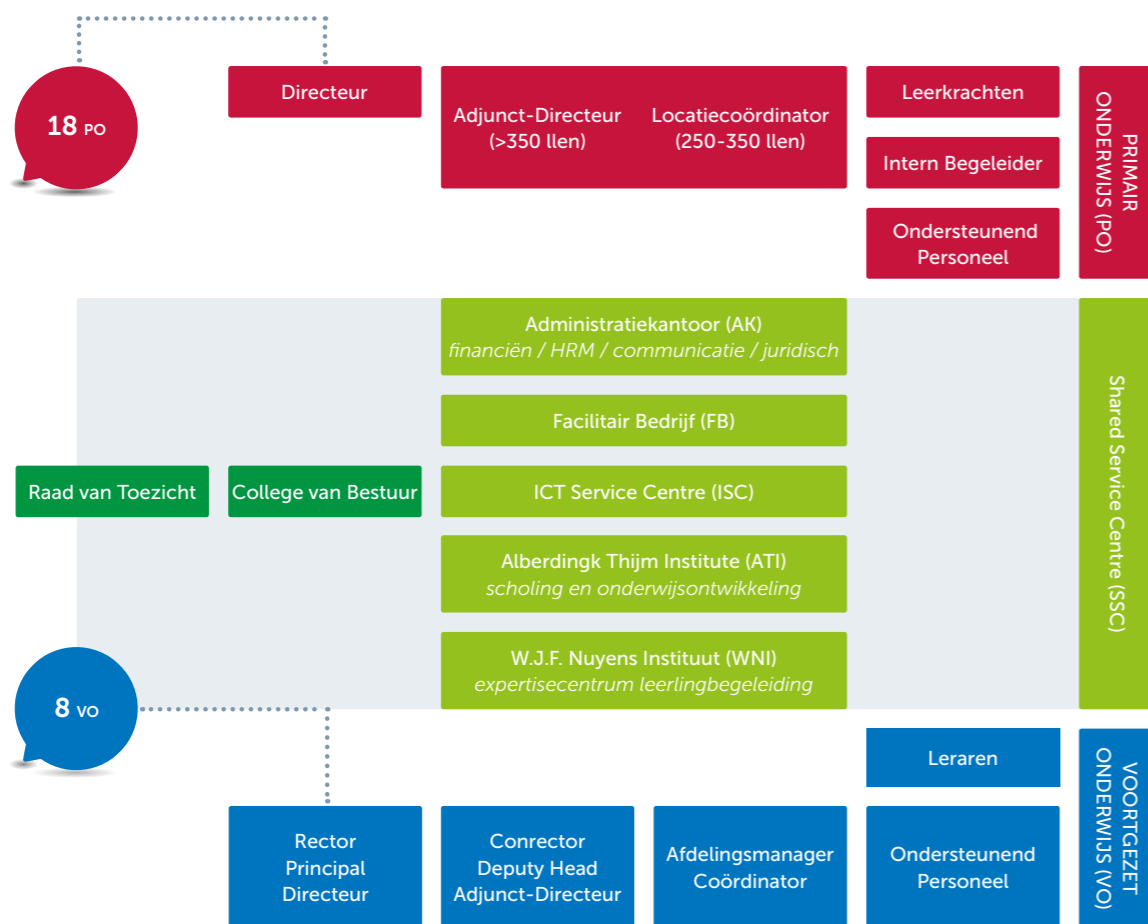 18 PO
Directeur
Adjunct-Directeur
(>350 llen)
Locatiecoördinator
(250-350 llen)
Leerkrachten
Intern Begeleider
Ondersteunend
Personeel
PRIMAIR
ONDERWIJS (PO)
Administratiekantoor (AK)
financiën / HRM / communicatie / juridisch
Facilitair Bedrijf (FB)
Raad van Toezicht
College van Bestuur
ICT Service Centre (ISC)
Alberdingk Thijm Institute (ATI)
scholing en onderwijsontwikkeling
W.J.F. Nuyens Instituut (WNI)
expertisecentrum leerlingbegeleiding
Shared Service Centre (SSC)
8 VO
Rector
Principal
Directeur
Conrector
Deputy Head
Adjunct-Directeur
Afdelingsmanager
Coördinator
Leraren
Ondersteunend
Personeel
VOORTGEZET
ONDERWIJS (VO)